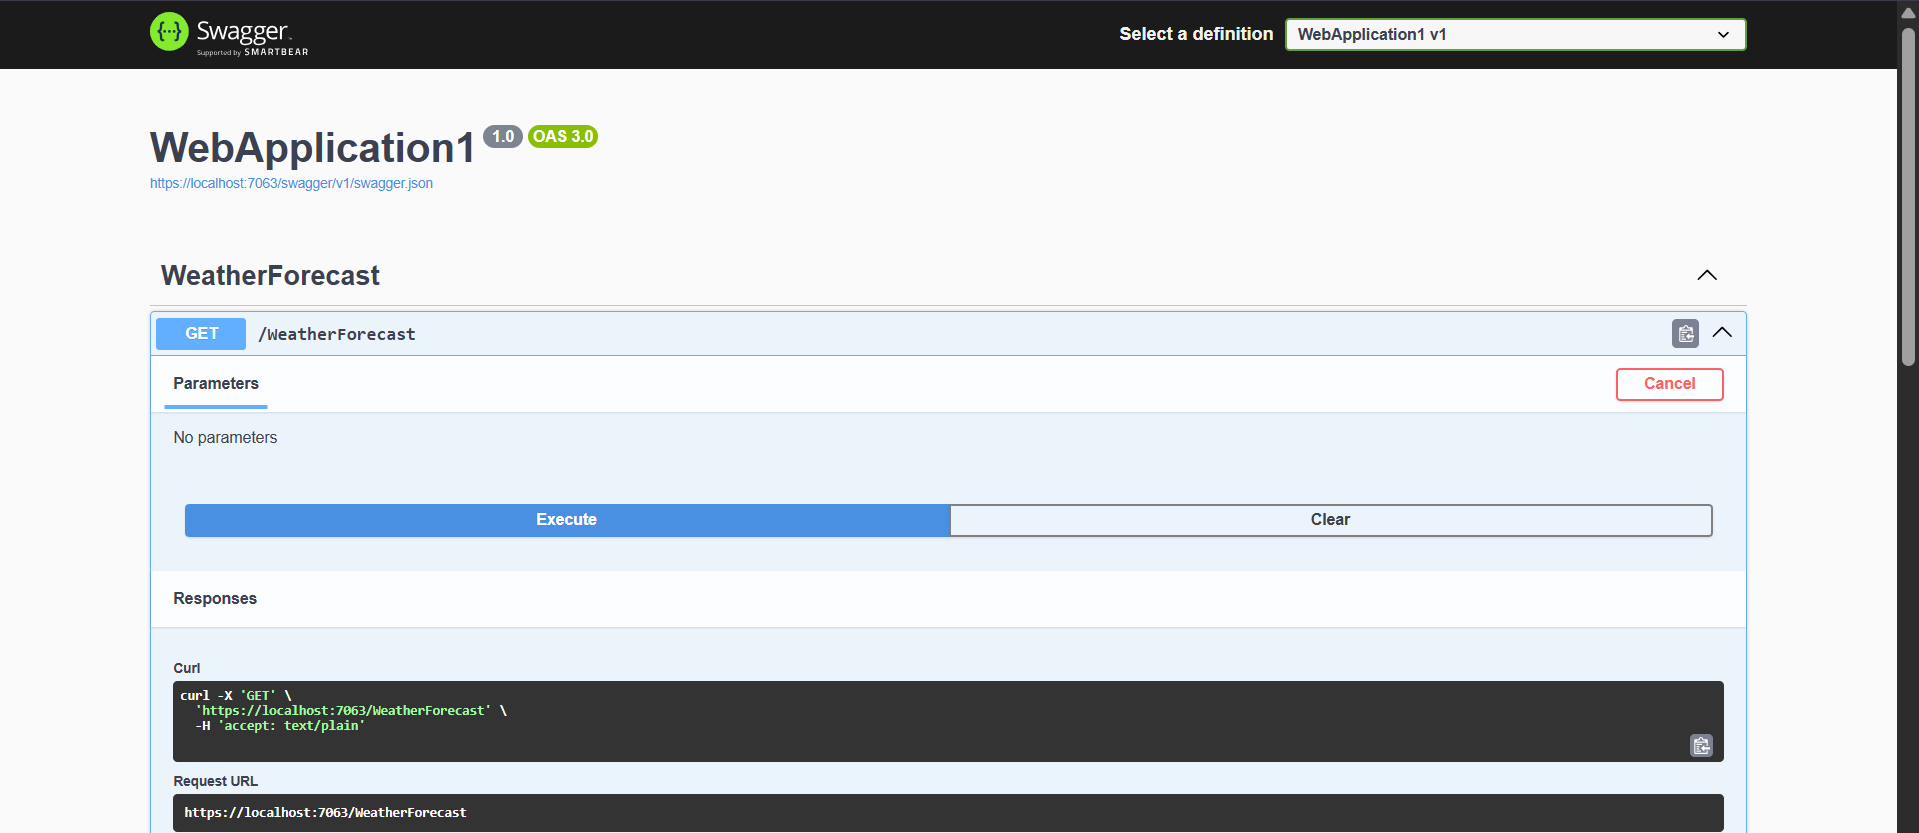 Swagger
Supported by SMARTBEAR
Select a definition
WebApplication1 v1
WebApplication1 1.0 OAS 3.0
https://localhost:7063/swagger/v1/swagger.json
WeatherForecast
GET /WeatherForecast
Parameters
Cancel
No parameters
Execute
Clear
Responses
Curl
curl -X 'GET' \
  'https://localhost:7063/WeatherForecast' \
  -H 'accept: text/plain'
Request URL
https://localhost:7063/WeatherForecast